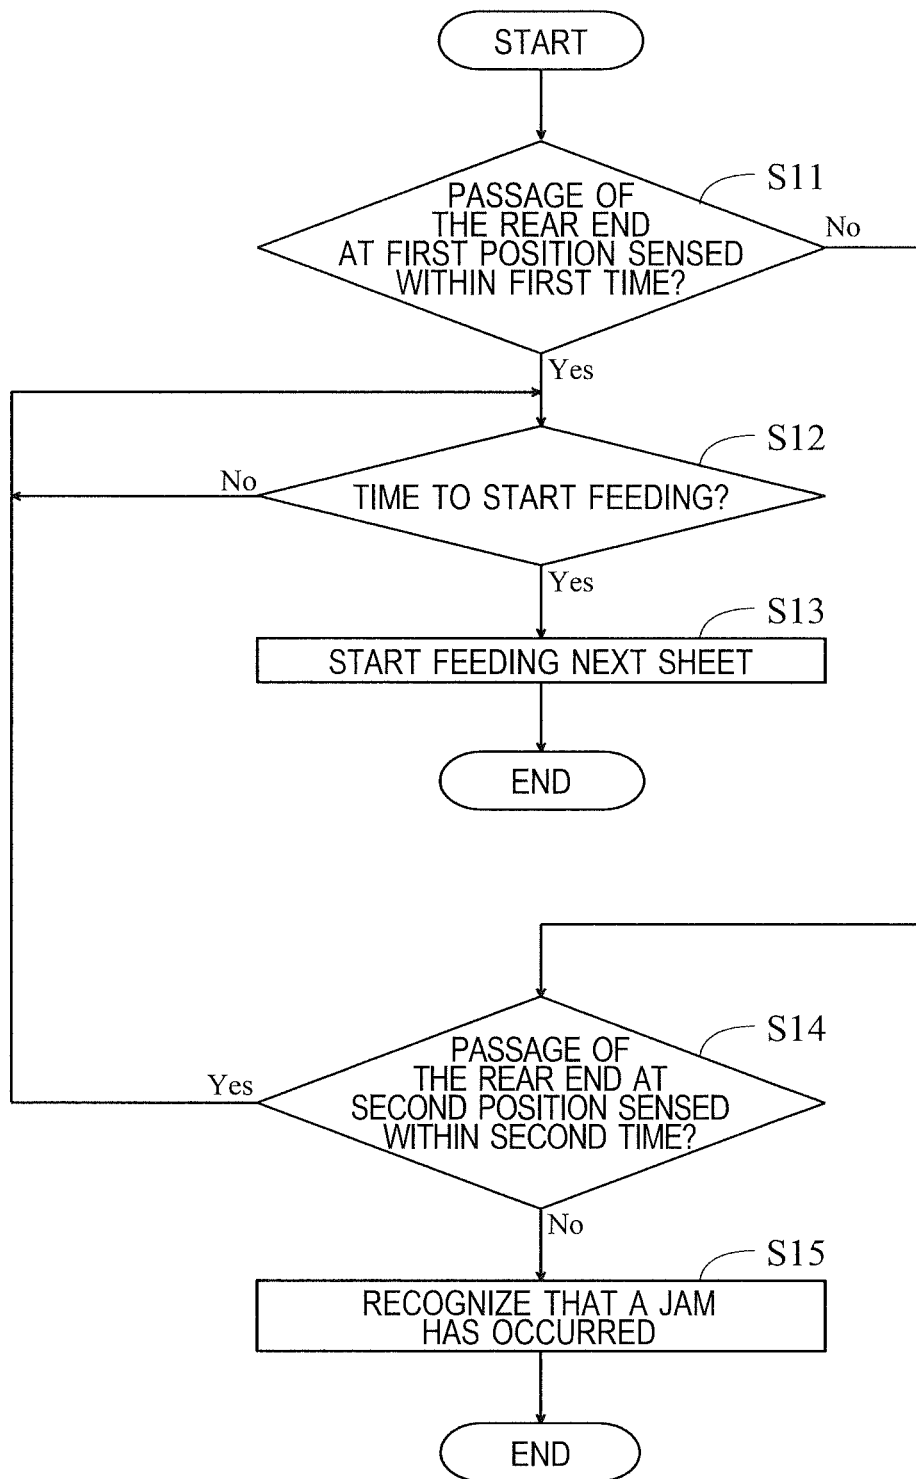 START
S11
PASSAGE OF
THE REAR END
AT FIRST POSITION SENSED
WITHIN FIRST TIME?
No
Yes
S12
No
TIME TO START FEEDING?
Yes
S13
START FEEDING NEXT SHEET
END
S14
PASSAGE OF
THE REAR END AT
SECOND POSITION SENSED
WITHIN SECOND TIME?
Yes
No
S15
RECOGNIZE THAT A JAM
HAS OCCURRED
END